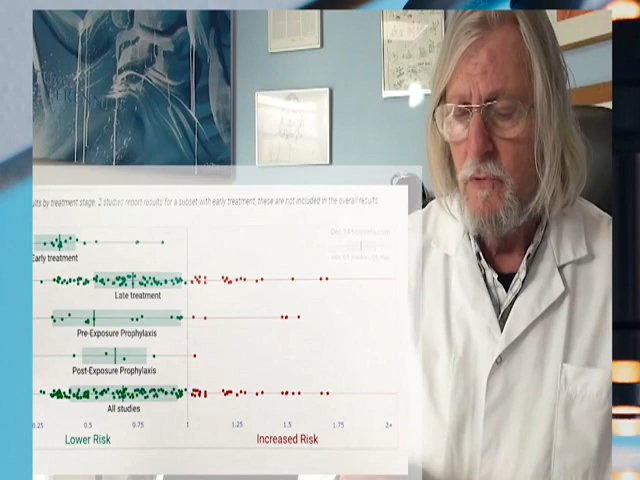 ults by treatment stage. 2 studies report results for a subset with early treatment, these are not included in the overall results
Early treatment
Late treatment
Pre-Exposure Prophylaxis
Post-Exposure Prophylaxis
All studies
0.25 0.5 0.75 1 1.25 1.5 1.75 2+
Lower Risk Increased Risk